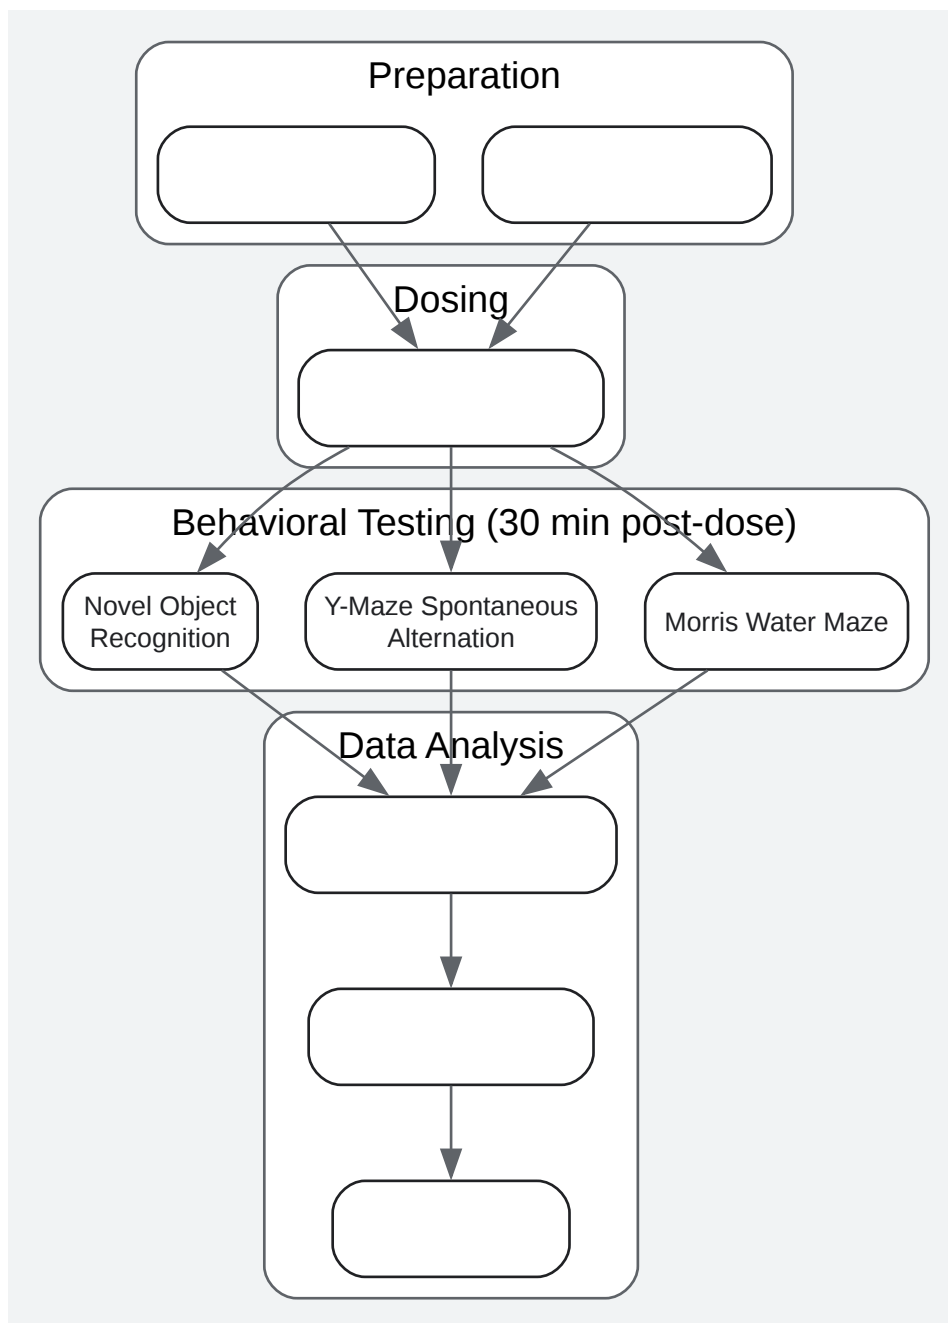 Preparation
Dosing
Behavioral Testing (30 min post-dose)
Novel Object
Recognition
Y-Maze Spontaneous
Alternation
Morris Water Maze
Data Analysis